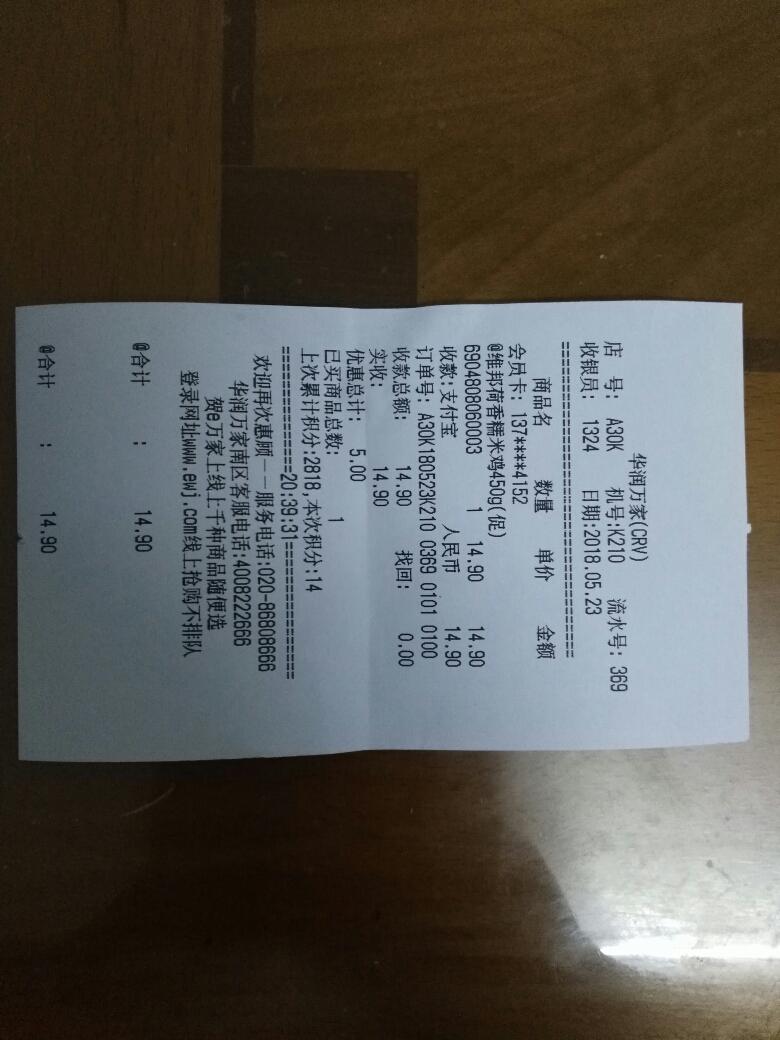 华润万家(CRV)
店 号: A30K 机号:K210 流水号: 369
收银员: 1324 日期:2018.05.23
================================
商品名 数量 单价 金额
会员卡: 137****4152
@维邦荷香糯米鸡450g(促)
6904808060003 1 14.90 14.90
收款:支付宝 人民币 14.90
订单号: A30K180523K210 0369 0101 0100
收款总额: 14.90 找回: 0.00
实收: 14.90
优惠总计: 5.00
已买商品总数: 1
上次累计积分:2818,本次积分:14
============20:39:31============
欢迎再次惠顾--服务电话:020-86808666
华润万家南区客服电话:4008222666
贺e万家上线上千种商品随便选
登录网址www.ewj.com线上抢购不排队
@合计 : 14.90
@合计 : 14.90